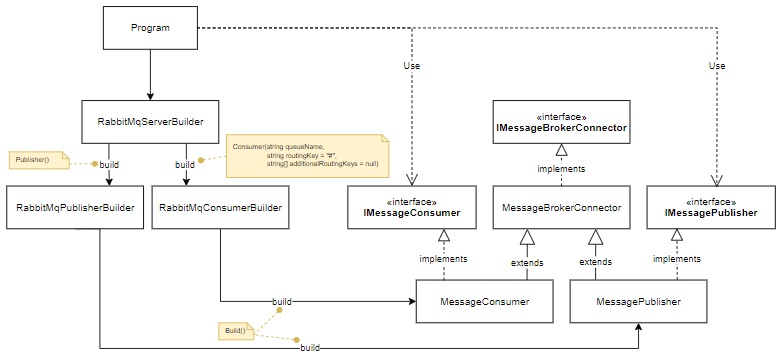 Program
Use
Use
RabbitMqServerBuilder
«interface»
IMessageBrokerConnector
Publisher()
build
build
Consumer(string queueName,
string routingKey = "#",
string[] additionalRoutingKeys = null)
implements
RabbitMqPublisherBuilder
RabbitMqConsumerBuilder
«interface»
IMessageConsumer
MessageBrokerConnector
«interface»
IMessagePublisher
implements
extends
extends
implements
build
MessageConsumer
MessagePublisher
Build()
build